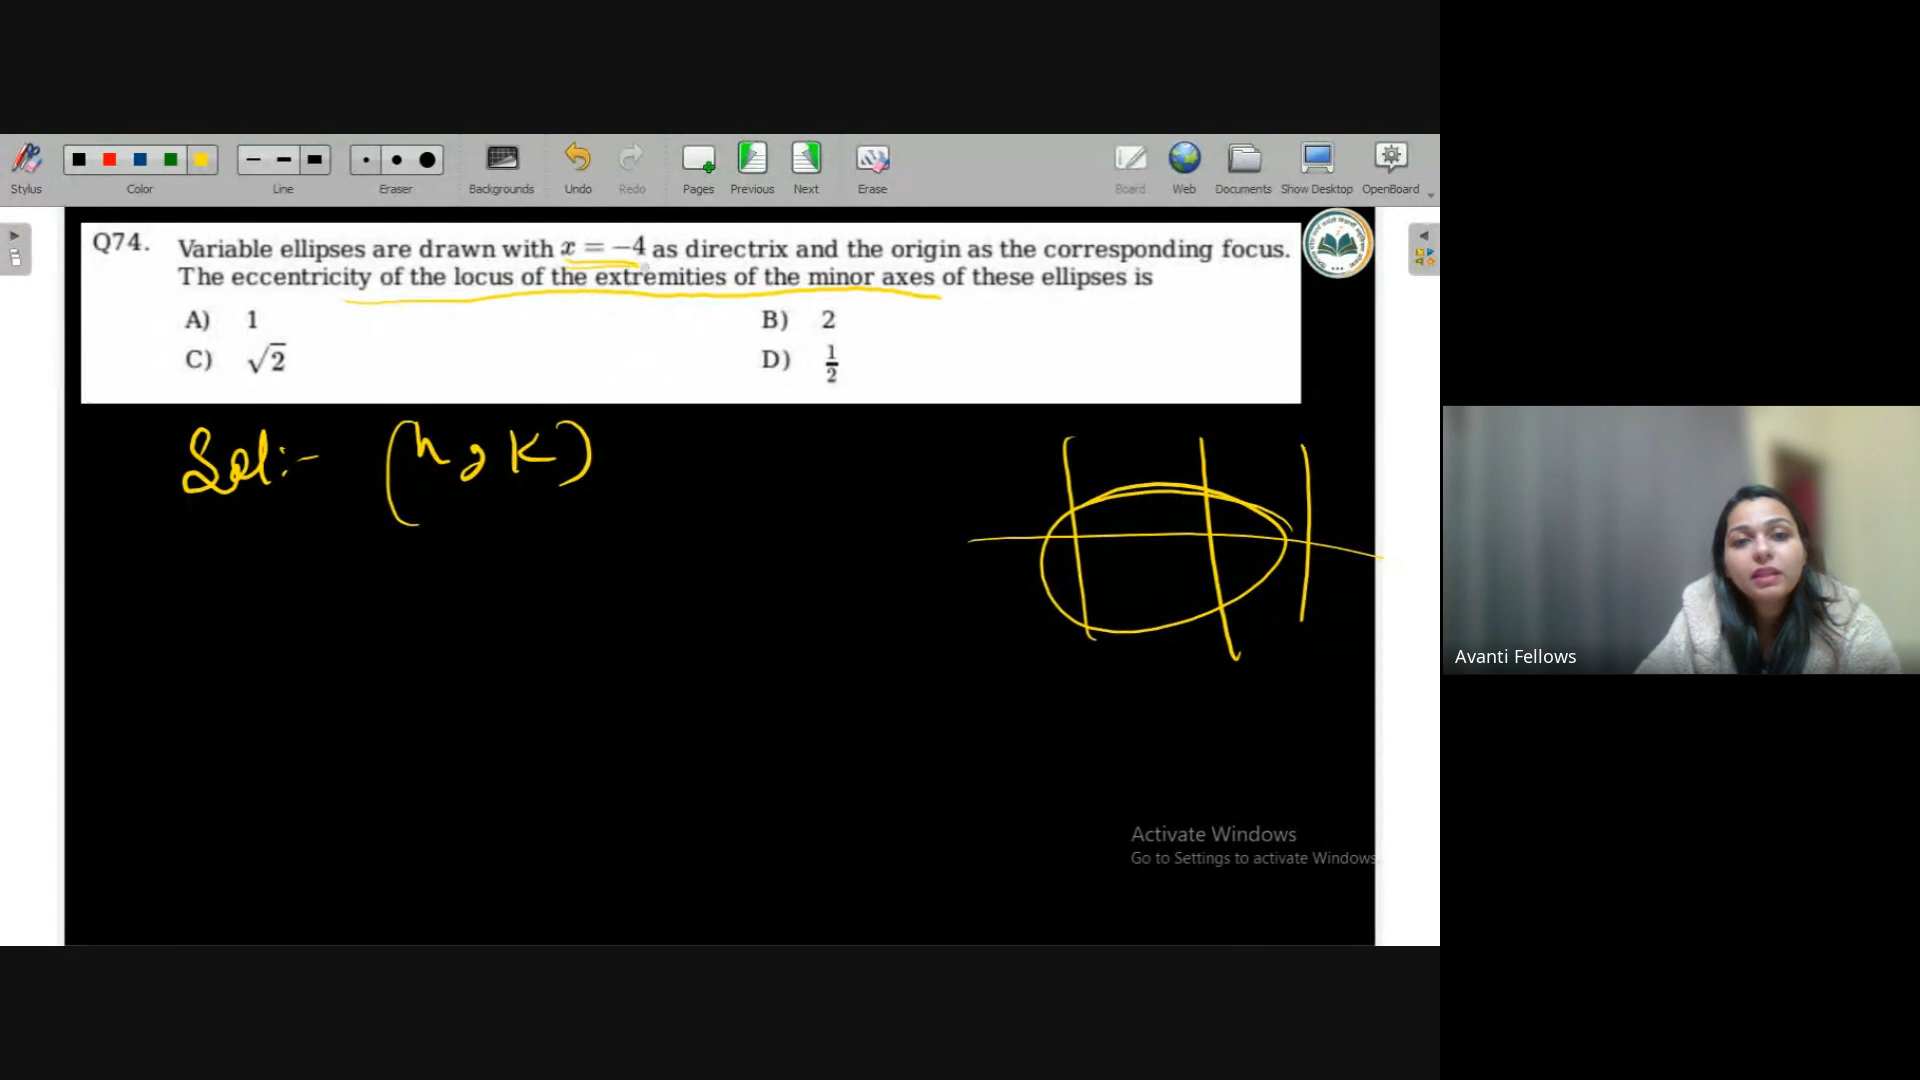 Stylus
Color
Line
Eraser
Backgrounds
Undo
Redo
Pages
Previous
Next
Erase
Board
Web
Documents
Show Desktop
OpenBoard
Q74. Variable ellipses are drawn with x = −4 as directrix and the origin as the corresponding focus.
The eccentricity of the locus of the extremities of the minor axes of these ellipses is
A) 1
B) 2
C) √2
D) 1/2
Sol:- (h, k)
Avanti Fellows
Activate Windows
Go to Settings to activate Windows